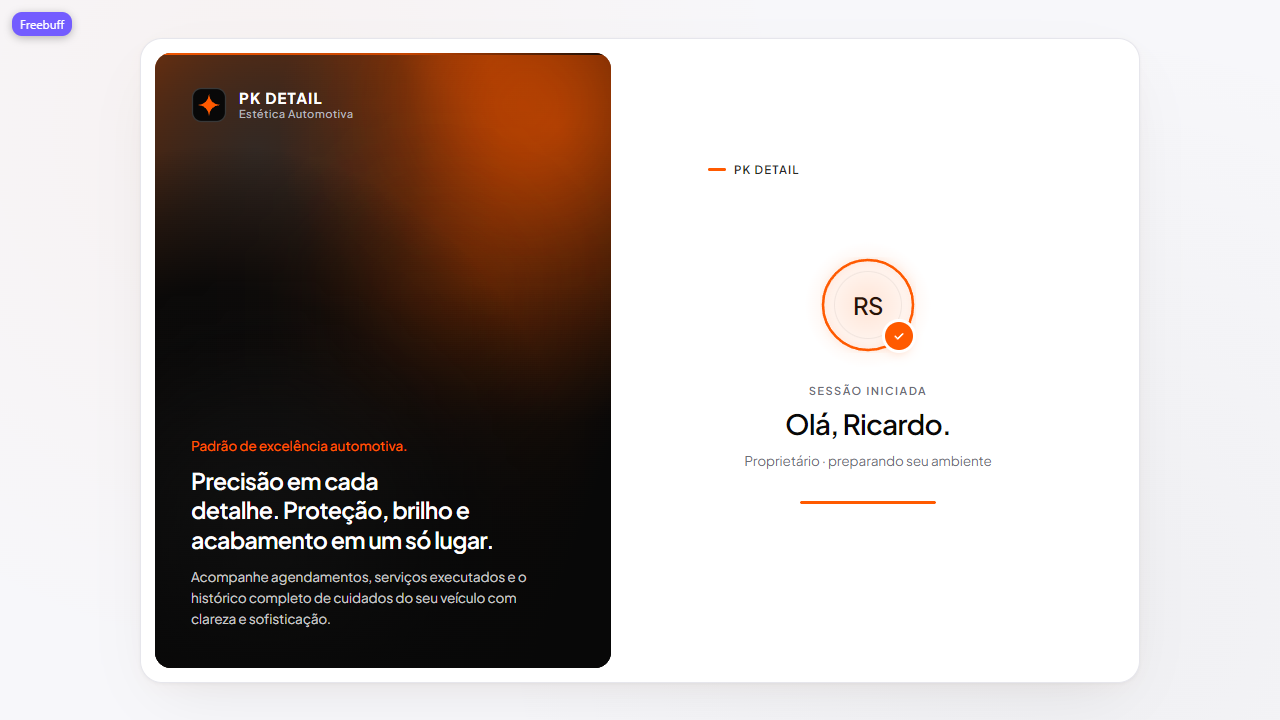 Freebuff
PK DETAIL
Estética Automotiva
Padrão de excelência automotiva.
Precisão em cada
detalhe. Proteção, brilho e
acabamento em um só lugar.
Acompanhe agendamentos, serviços executados e o
histórico completo de cuidados do seu veículo com
clareza e sofisticação.
PK DETAIL
RS
SESSÃO INICIADA
Olá, Ricardo.
Proprietário · preparando seu ambiente